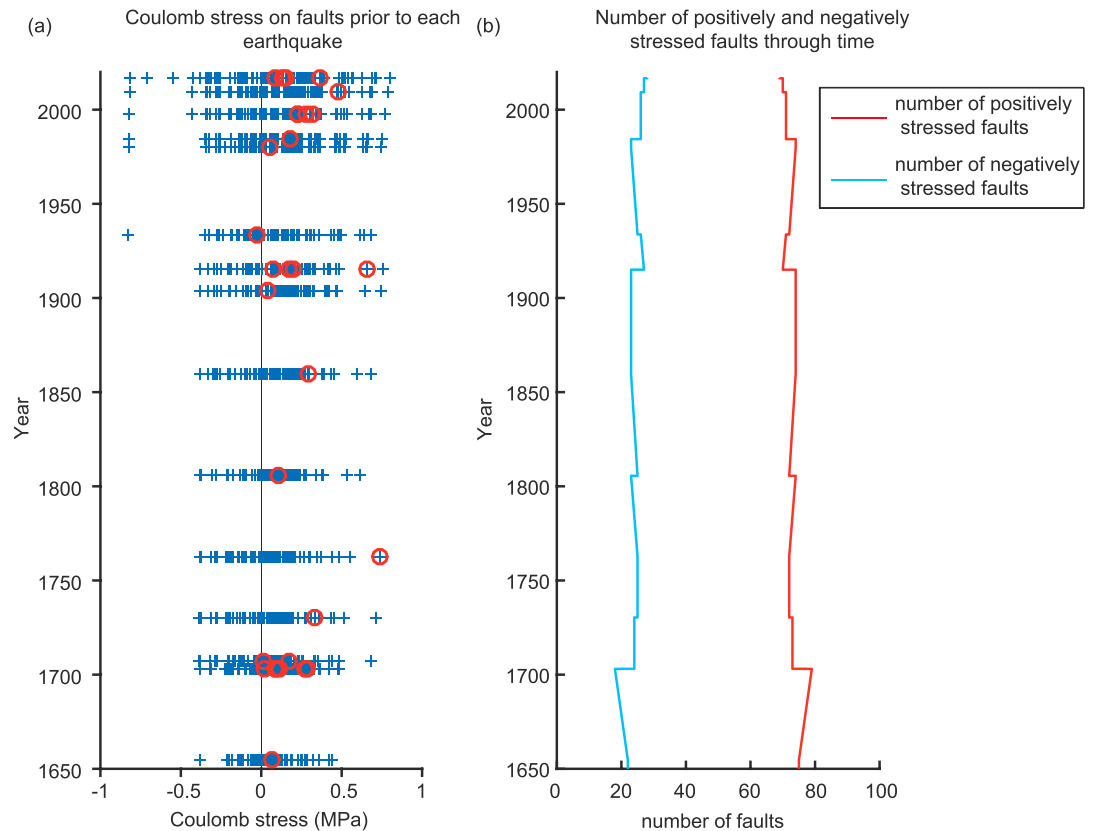 (a)
Coulomb stress on faults prior to each
earthquake
2000
1950
1900
1850
1800
1750
1700
1650
Year
-1
-0.5
0
0.5
1
Coulomb stress (MPa)
(b)
Number of positively and negatively
stressed faults through time
2000
1950
1900
1850
1800
1750
1700
1650
Year
0
20
40
60
80
100
number of faults
number of positively
stressed faults
number of negatively
stressed faults